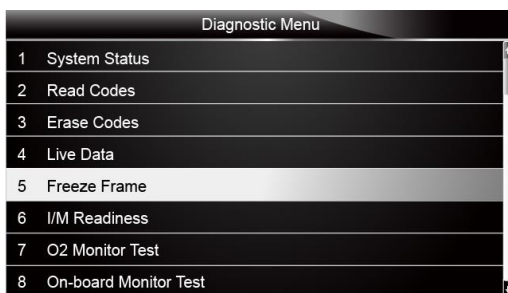 Diagnostic Menu
1 System Status
2 Read Codes
3 Erase Codes
4 Live Data
5 Freeze Frame
6 I/M Readiness
7 O2 Monitor Test
8 On-board Monitor Test